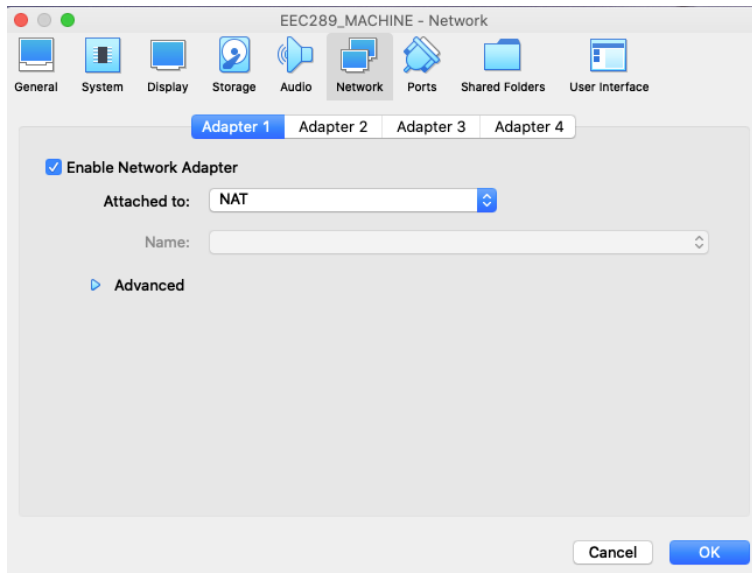 EEC289_MACHINE - Network
General System Display Storage Audio Network Ports Shared Folders User Interface
Adapter 1 Adapter 2 Adapter 3 Adapter 4
Enable Network Adapter
Attached to: NAT
Name:
Advanced
Cancel OK